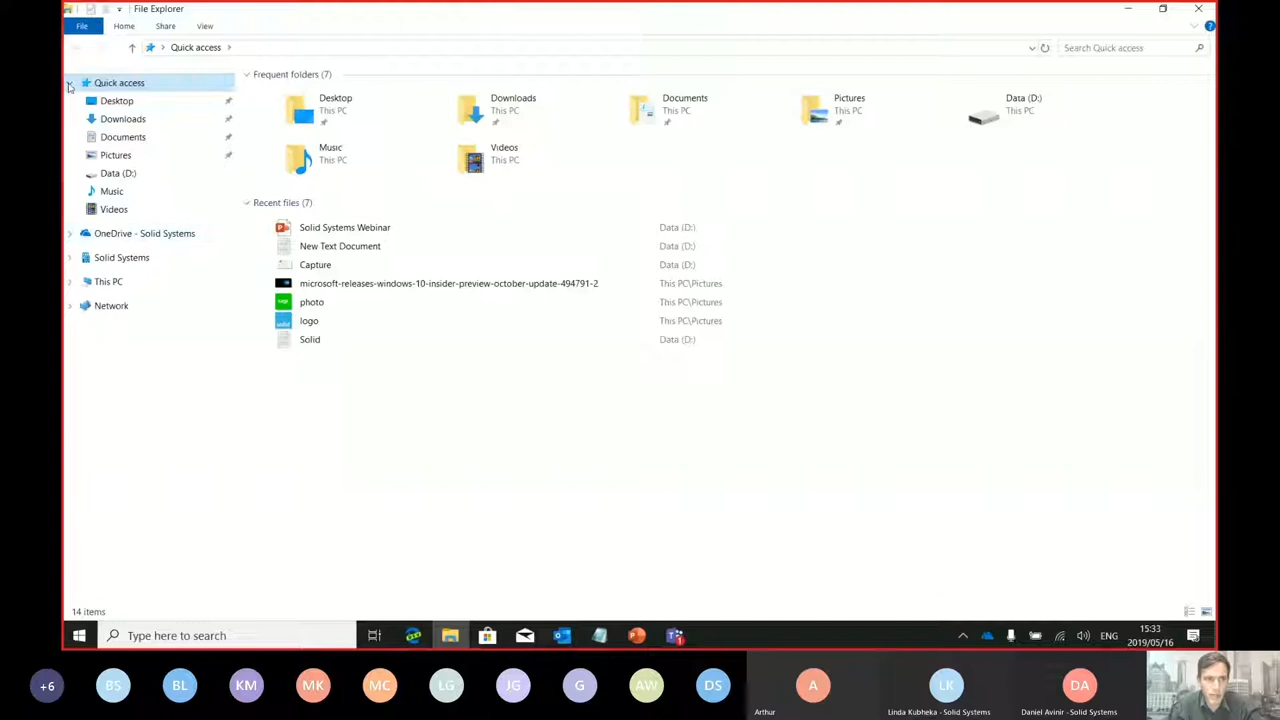 File Explorer
File Home Share View
Quick access
Search Quick access
Quick access
Desktop
Downloads
Documents
Pictures
Data (D:)
Music
Videos
OneDrive - Solid Systems
Solid Systems
This PC
Network
Frequent folders (7)
Desktop
This PC
Downloads
This PC
Documents
This PC
Pictures
This PC
Data (D:)
Music
This PC
Videos
This PC
Recent files (7)
Solid Systems Webinar Data (D:)
New Text Document Data (D:)
Capture Data (D:)
microsoft-releases-windows-10-insider-preview-october-update-494791-2 This PC\Pictures
photo This PC\Pictures
logo This PC\Pictures
Solid Data (D:)
14 items
Type here to search
ENG
15:33
2019/05/16
+6 BS BL KM MK MC LG JG G AW DS A LK DA
Arthur
Linda Kubheka - Solid Systems
Daniel Avinir - Solid Systems